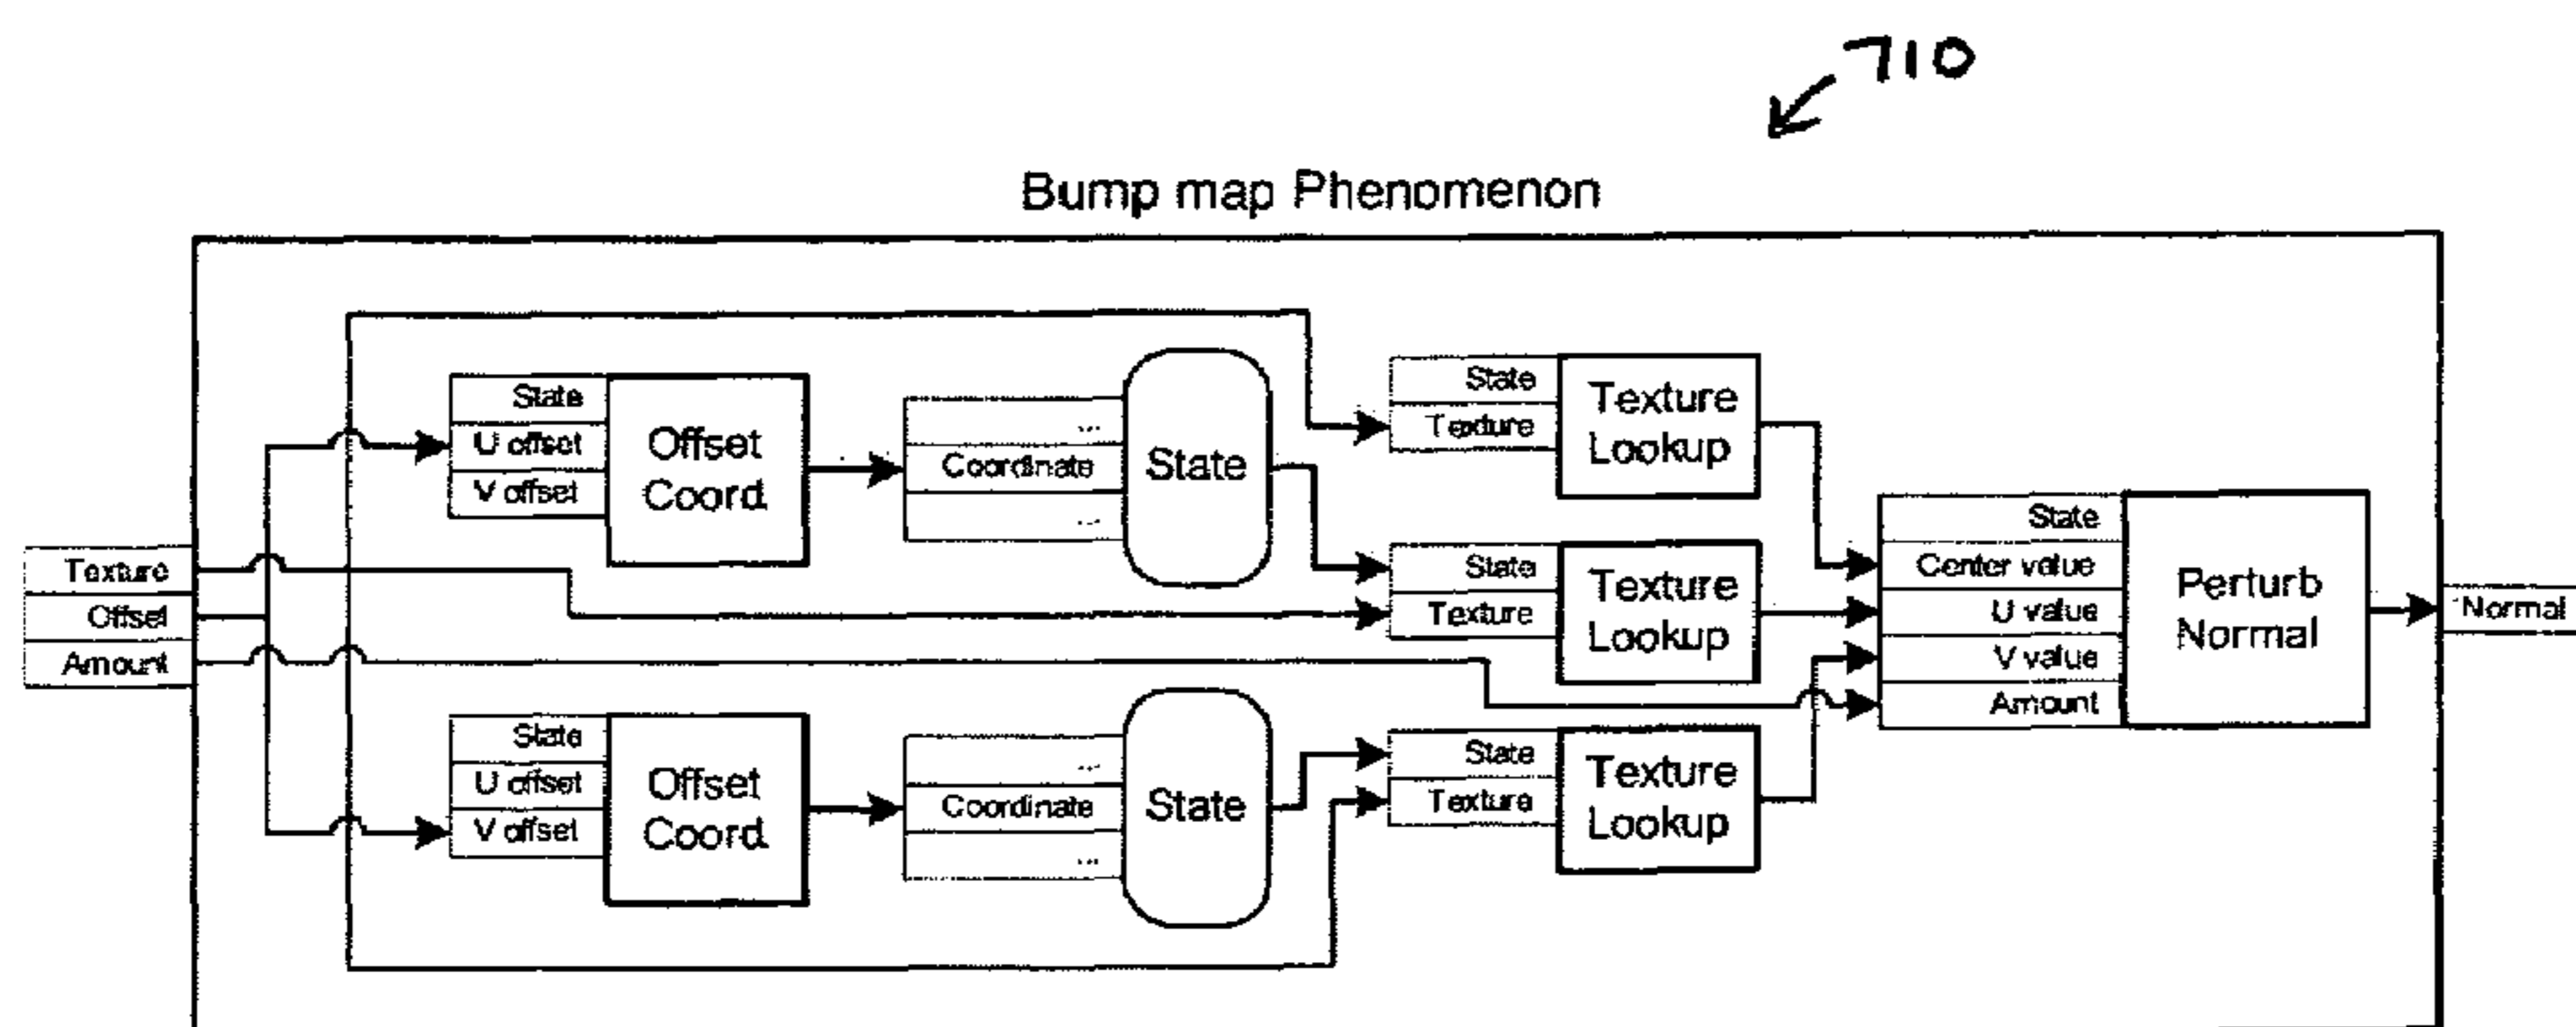 710
Bump map Phenomenon
Texture
Offset
Amount
State
U offset
V offset
Offset
Coord.
...
Coordinate
...
State
State
U offset
V offset
Offset
Coord.
...
Coordinate
...
State
State
Texture
Texture
Lookup
State
Texture
Texture
Lookup
State
Texture
Texture
Lookup
State
Center value
U value
V value
Amount
Perturb
Normal
Normal